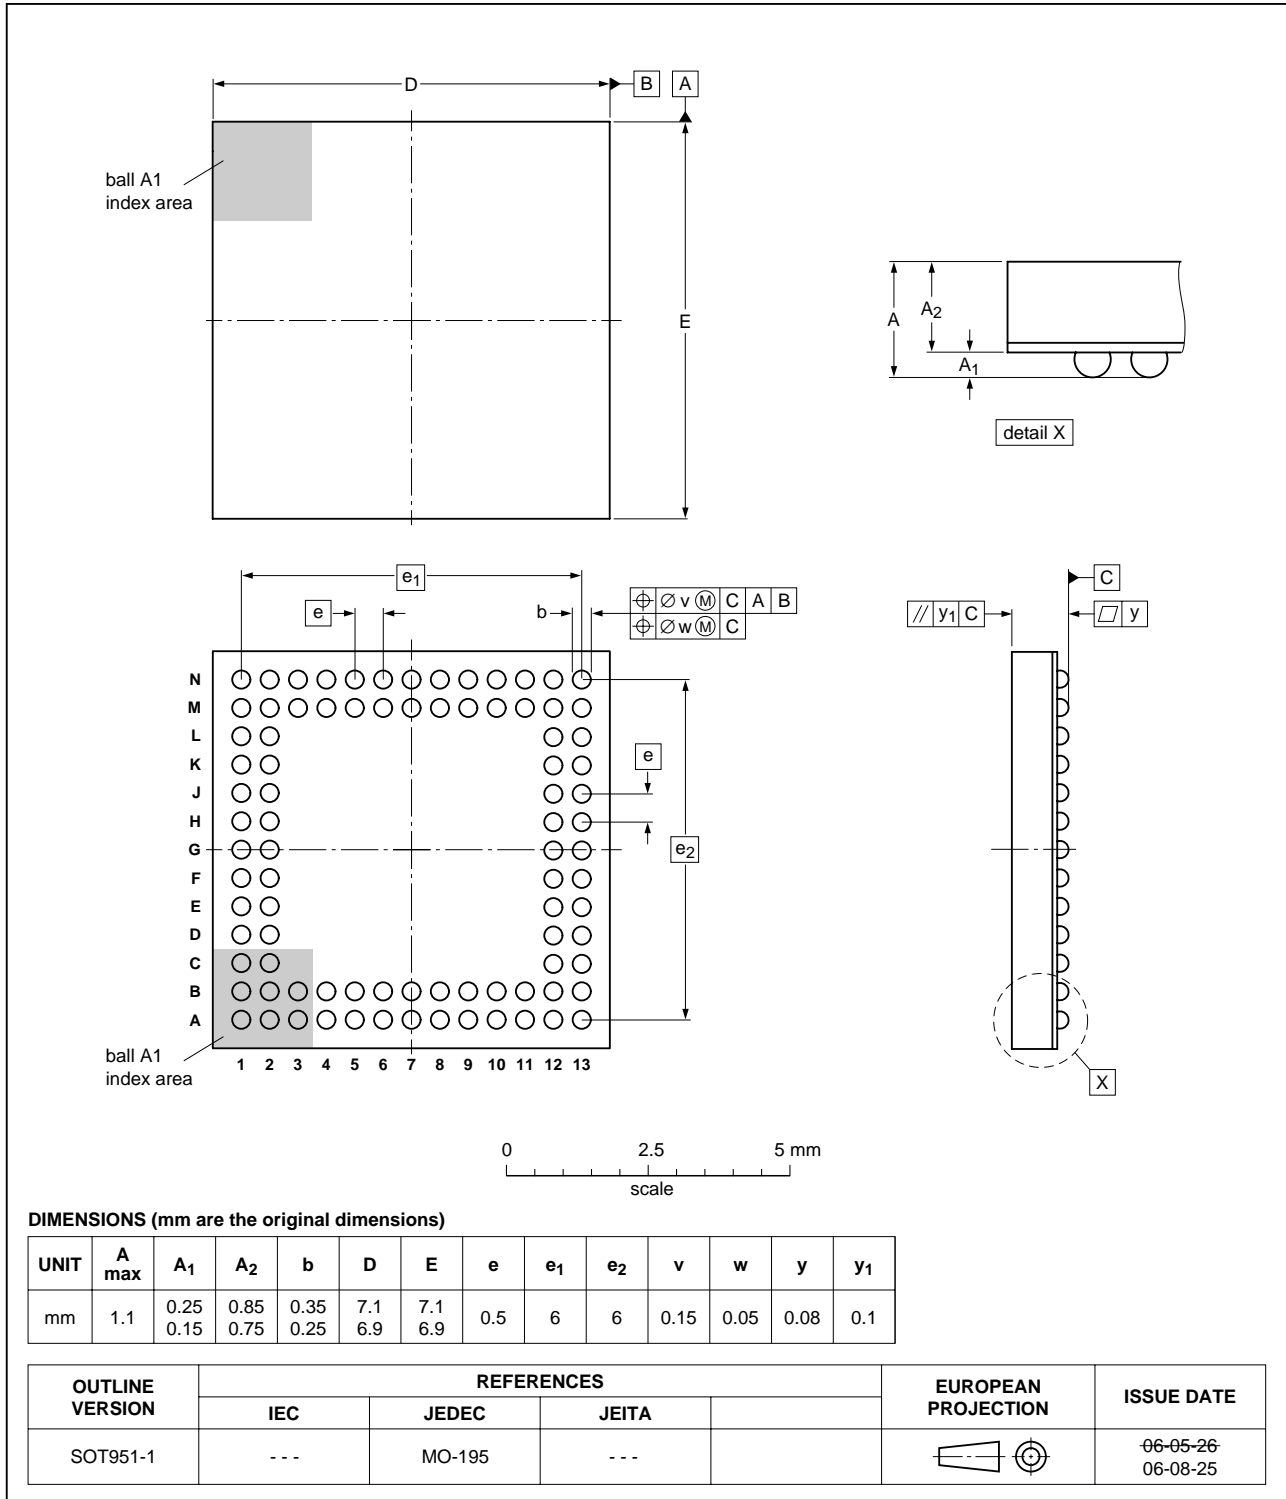 D
B
A
ball A1
index area
E
A
A2
A1
detail X
e1
e
b
⌖ ∅ v Ⓜ C A B
⌖ ∅ w Ⓜ C
C
// y1 C
▱ y
N
M
L
K
J
H
G
F
E
D
C
B
A
e
e2
ball A1
index area
1 2 3 4 5 6 7 8 9 10 11 12 13
X
0 2.5 5 mm
scale
DIMENSIONS (mm are the original dimensions)
UNIT A max A1 A2 b D E e e1 e2 v w y y1
mm 1.1 0.25 0.15 0.85 0.75 0.35 0.25 7.1 6.9 7.1 6.9 0.5 6 6 0.15 0.05 0.08 0.1
OUTLINE VERSION REFERENCES EUROPEAN PROJECTION ISSUE DATE
IEC JEDEC JEITA
SOT951-1 - - - MO-195 - - - 06-05-26
06-08-25